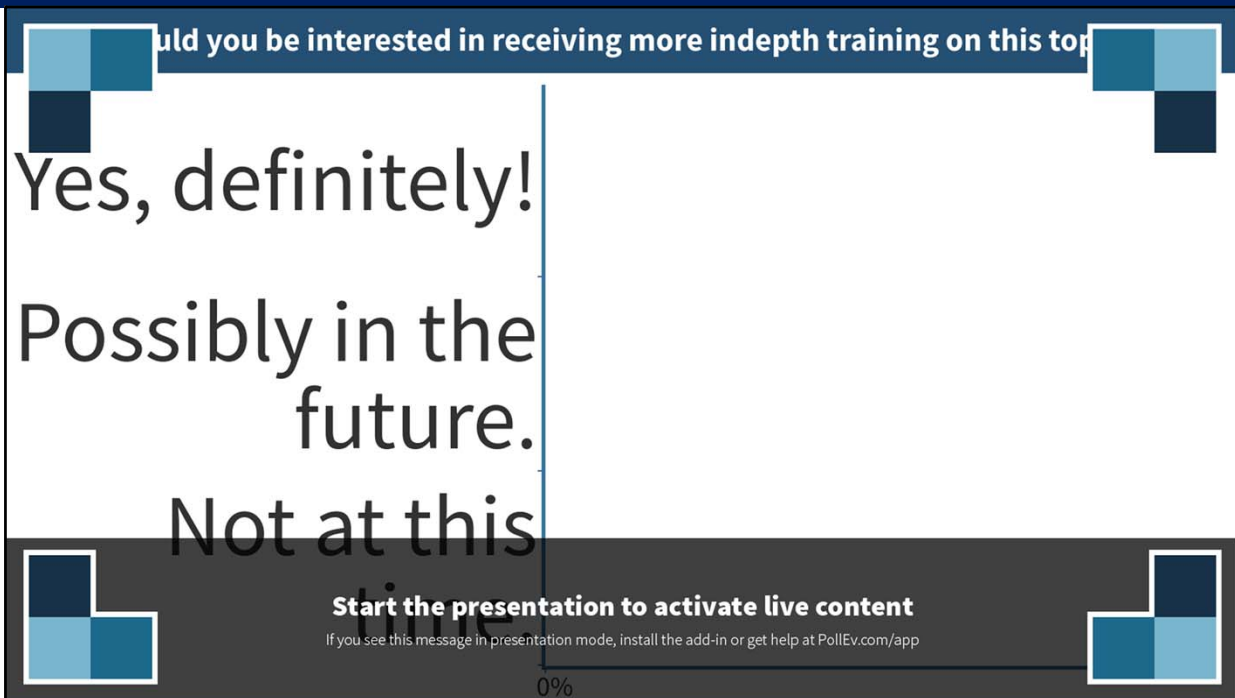 uld you be interested in receiving more indepth training on this top
Yes, definitely!
Possibly in the
future.
Not at this
time.
Start the presentation to activate live content
If you see this message in presentation mode, install the add-in or get help at PollEv.com/app
0%